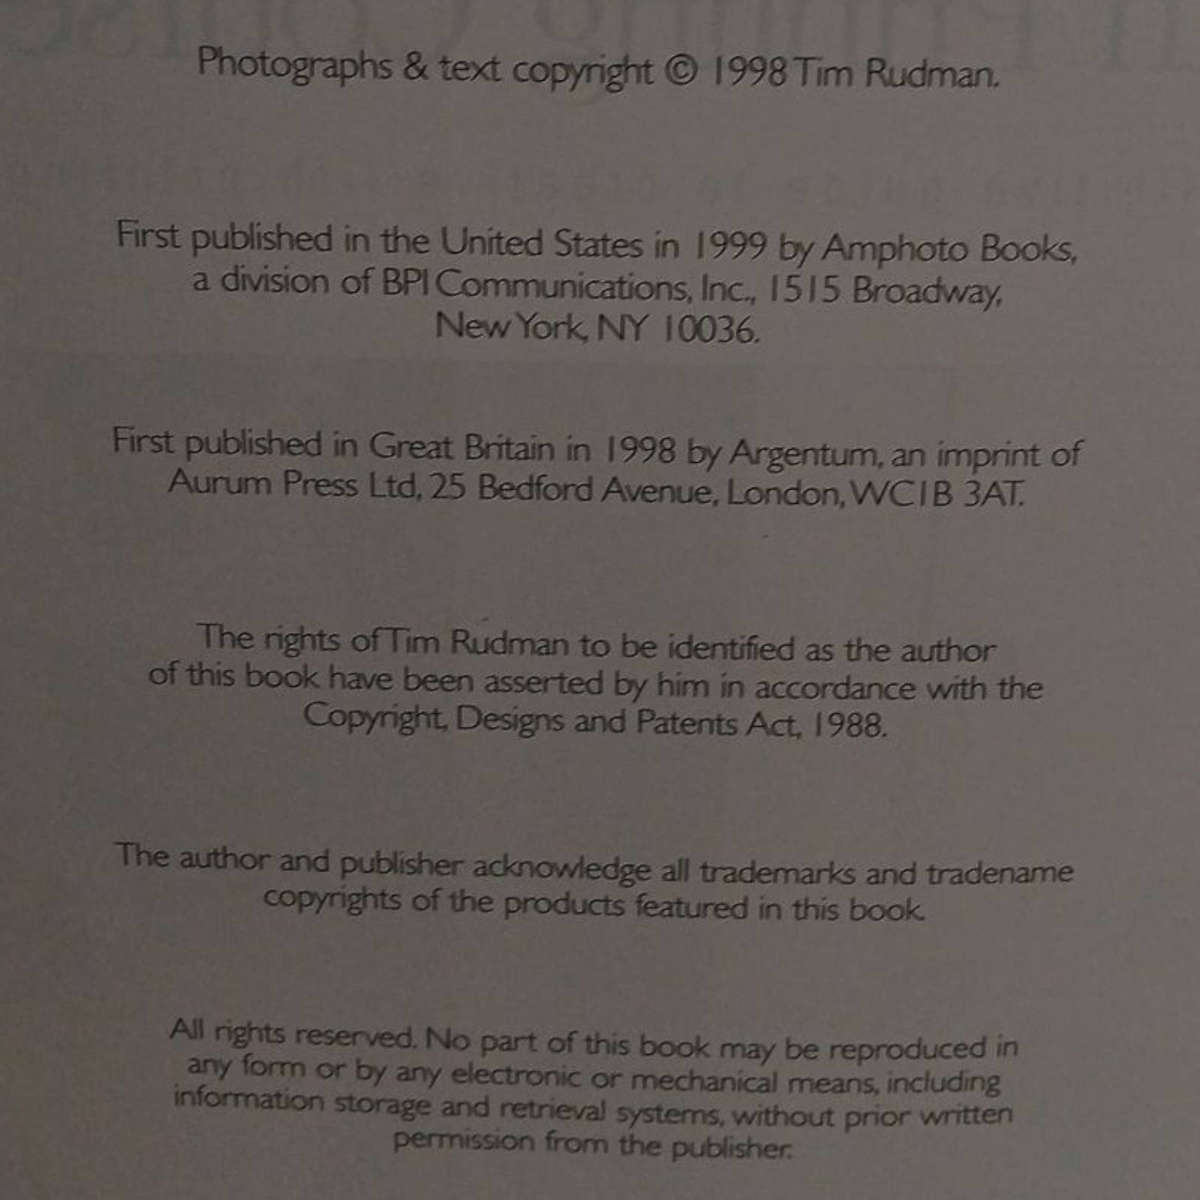 Photographs & text copyright © 1998 Tim Rudman.
First published in the United States in 1999 by Amphoto Books,
a division of BPI Communications, Inc., 1515 Broadway,
New York, NY 10036.
First published in Great Britain in 1998 by Argentum, an imprint of
Aurum Press Ltd, 25 Bedford Avenue, London, WC1B 3AT.
The rights of Tim Rudman to be identified as the author
of this book have been asserted by him in accordance with the
Copyright, Designs and Patents Act, 1988.
The author and publisher acknowledge all trademarks and tradename
copyrights of the products featured in this book.
All rights reserved. No part of this book may be reproduced in
any form or by any electronic or mechanical means, including
information storage and retrieval systems, without prior written
permission from the publisher.